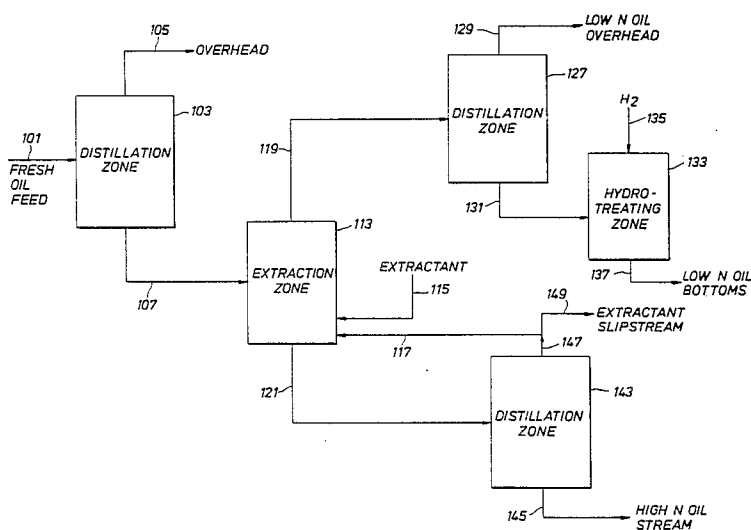 105
OVERHEAD
103
101
FRESH
OIL
FEED
DISTILLATION
ZONE
107
119
113
EXTRACTION
ZONE
EXTRACTANT
115
117
121
129
LOW N OIL
OVERHEAD
127
DISTILLATION
ZONE
131
H2
135
133
HYDRO-
TREATING
ZONE
137
LOW N OIL
BOTTOMS
149
EXTRACTANT
SLIPSTREAM
147
143
DISTILLATION
ZONE
145
HIGH N OIL
STREAM